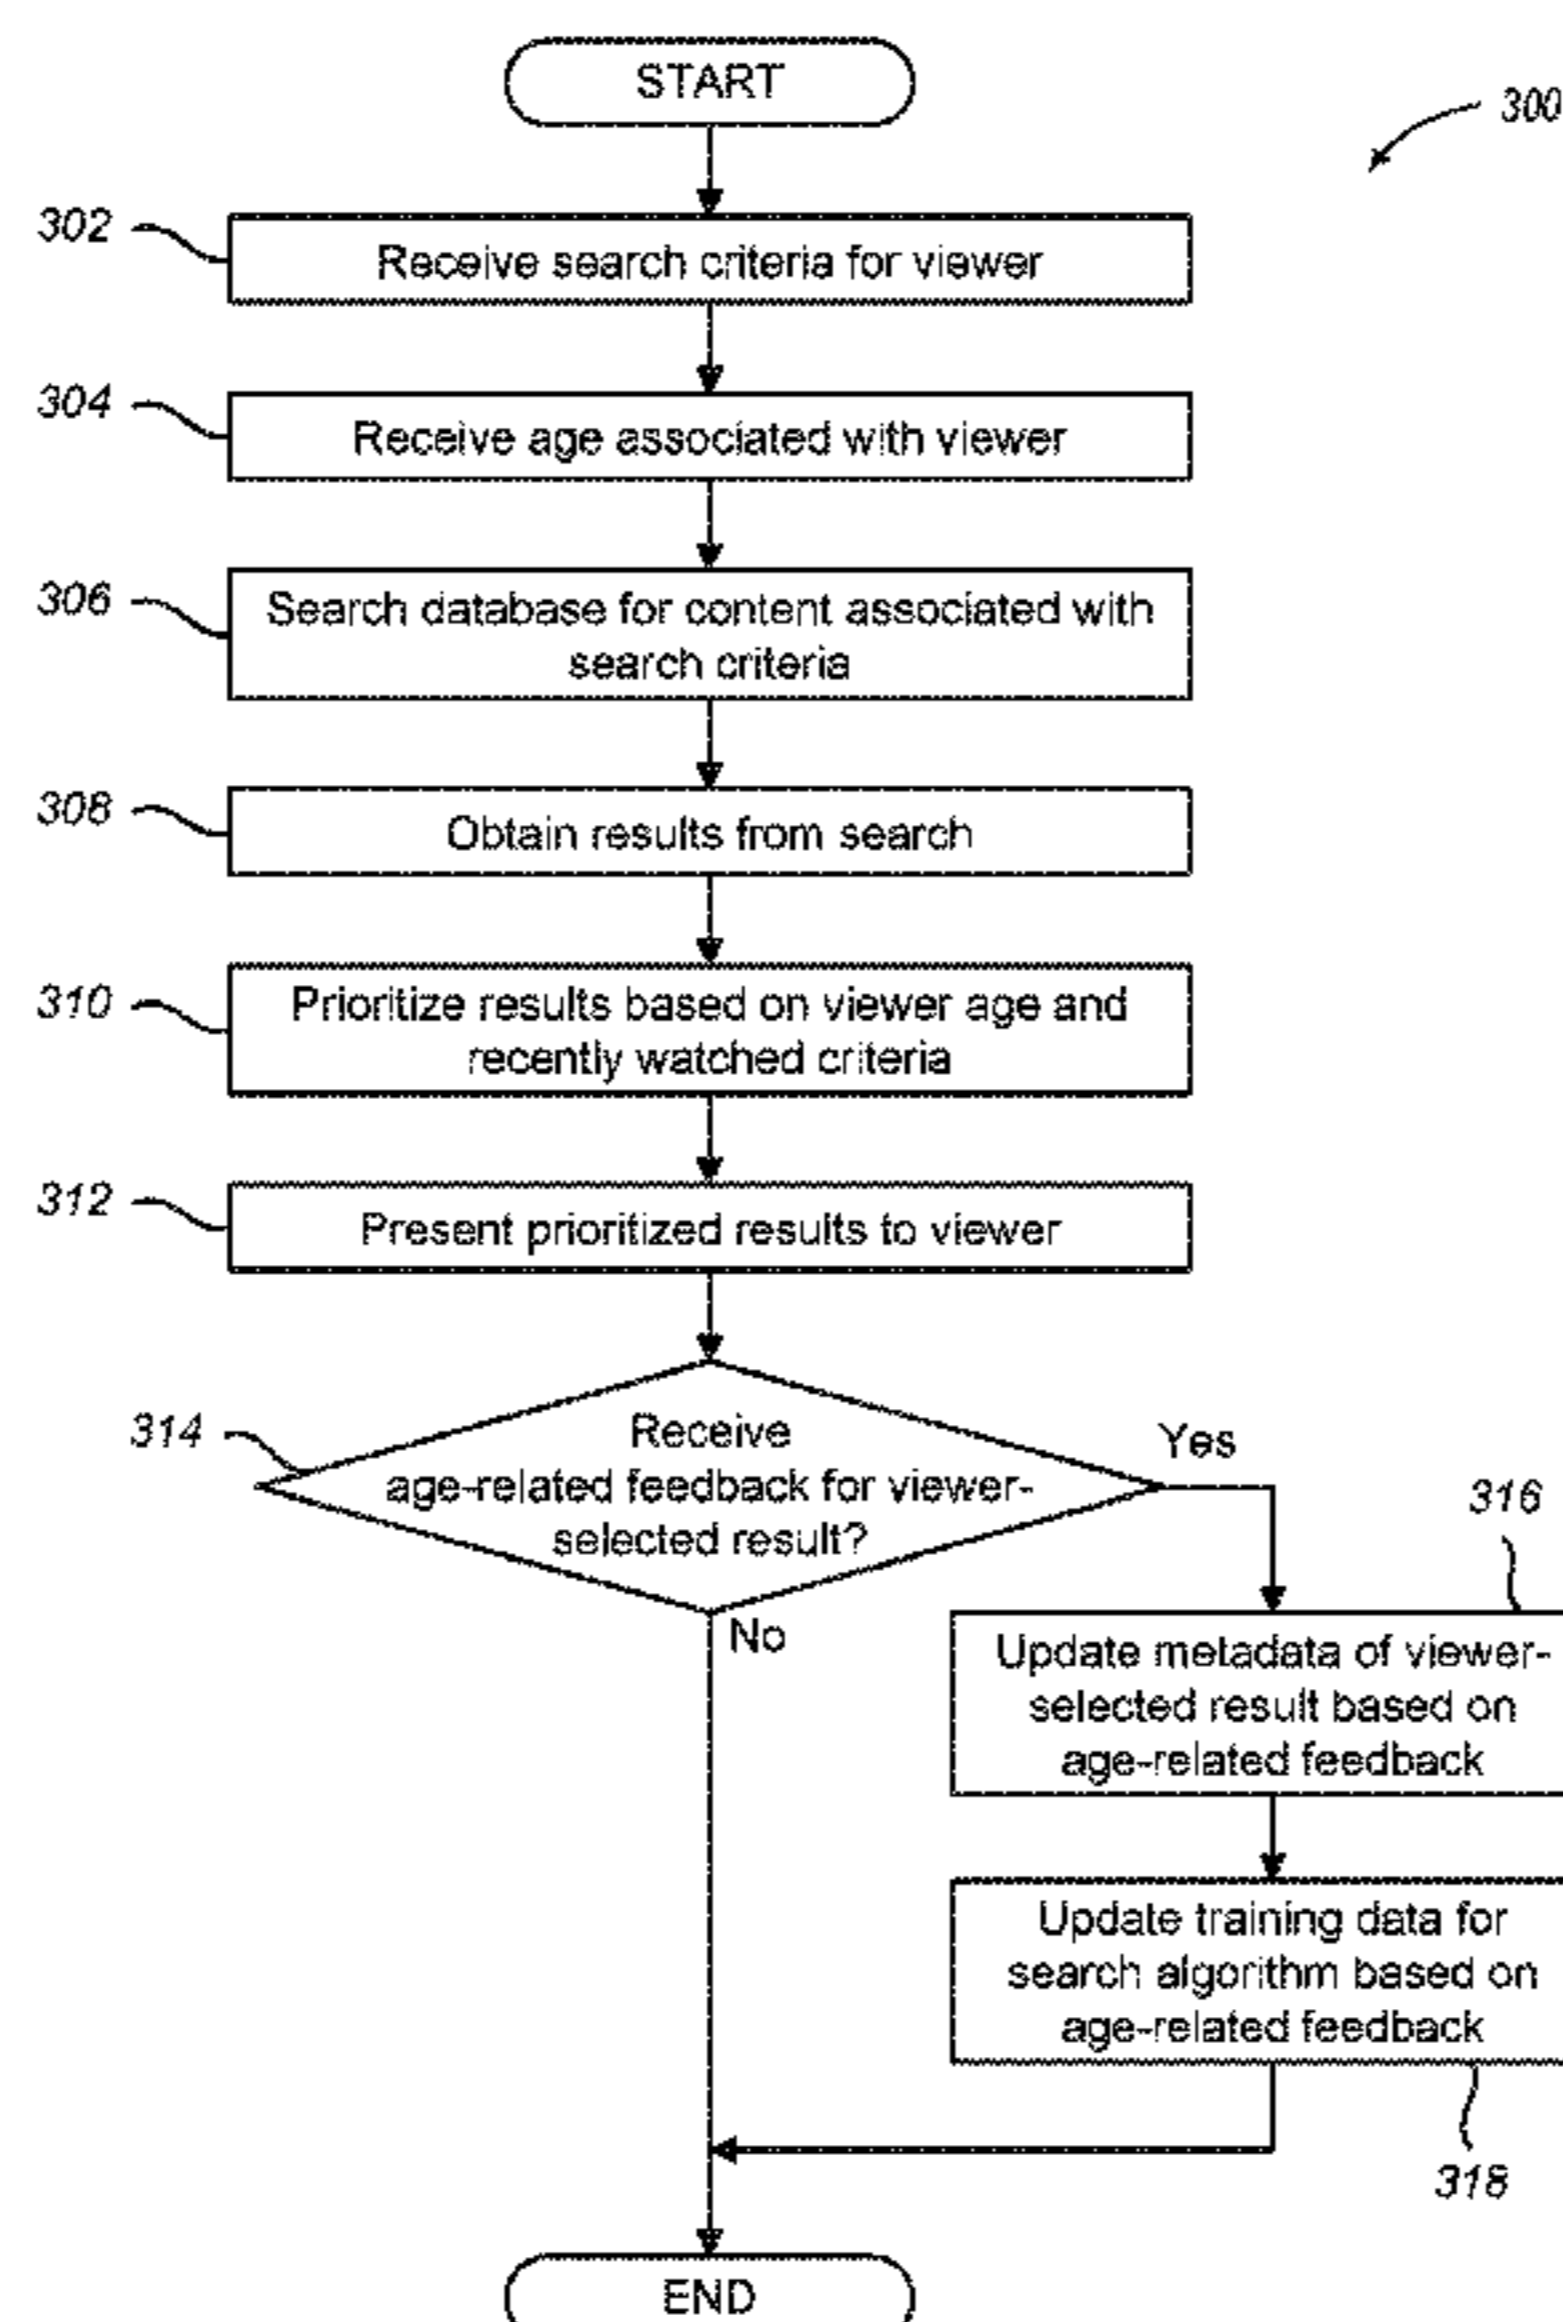 START
300
302
Receive search criteria for viewer
304
Receive age associated with viewer
306
Search database for content associated with
search criteria
308
Obtain results from search
310
Prioritize results based on viewer age and
recently watched criteria
312
Present prioritized results to viewer
314
Receive
age-related feedback for viewer-
selected result?
Yes
No
316
Update metadata of viewer-
selected result based on
age-related feedback
Update training data for
search algorithm based on
age-related feedback
318
END